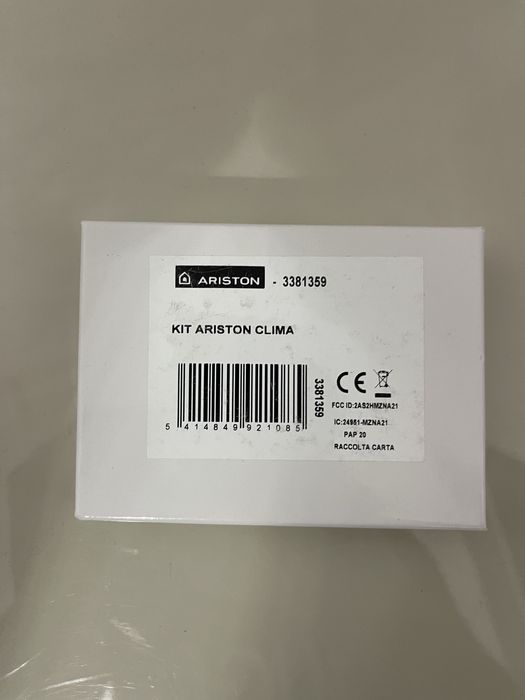 ARISTON - 3381359
KIT ARISTON CLIMA
3381359
5 414849 921085
CE
FCC ID:2AS2HMZNA21
IC:24951-MZNA21
PAP 20
RACCOLTA CARTA